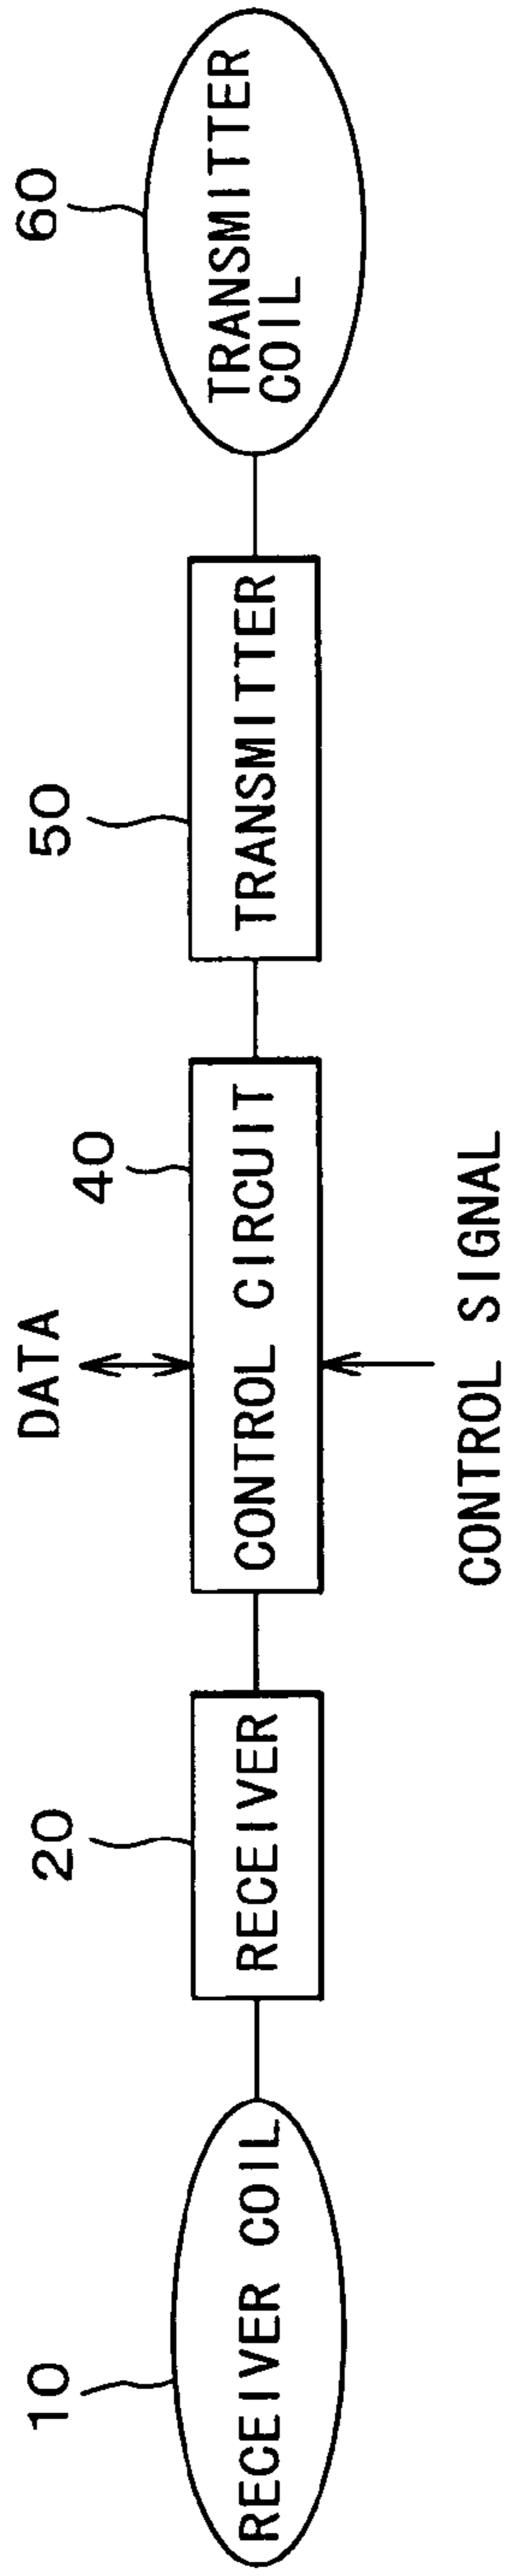 10
RECEIVER COIL
20
RECEIVER
DATA
40
CONTROL CIRCUIT
CONTROL SIGNAL
50
TRANSMITTER
60
TRANSMITTER
COIL